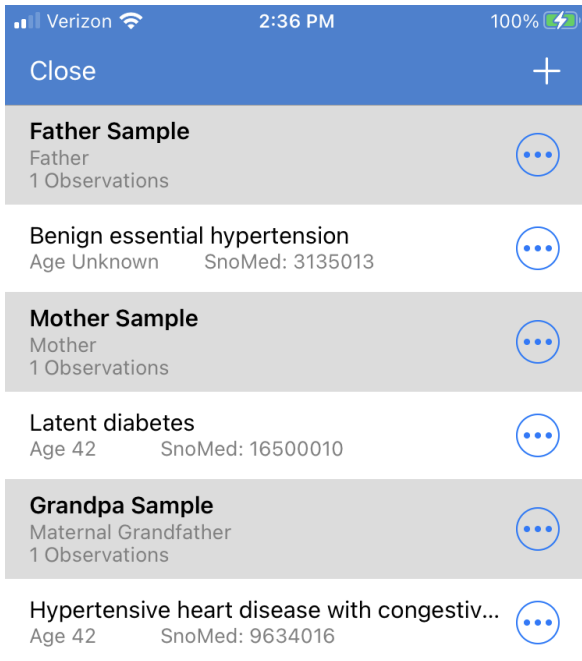 Verizon 2:36 PM 100%
Close +
Father Sample
Father
1 Observations
Benign essential hypertension
Age Unknown SnoMed: 3135013
Mother Sample
Mother
1 Observations
Latent diabetes
Age 42 SnoMed: 16500010
Grandpa Sample
Maternal Grandfather
1 Observations
Hypertensive heart disease with congestiv...
Age 42 SnoMed: 9634016